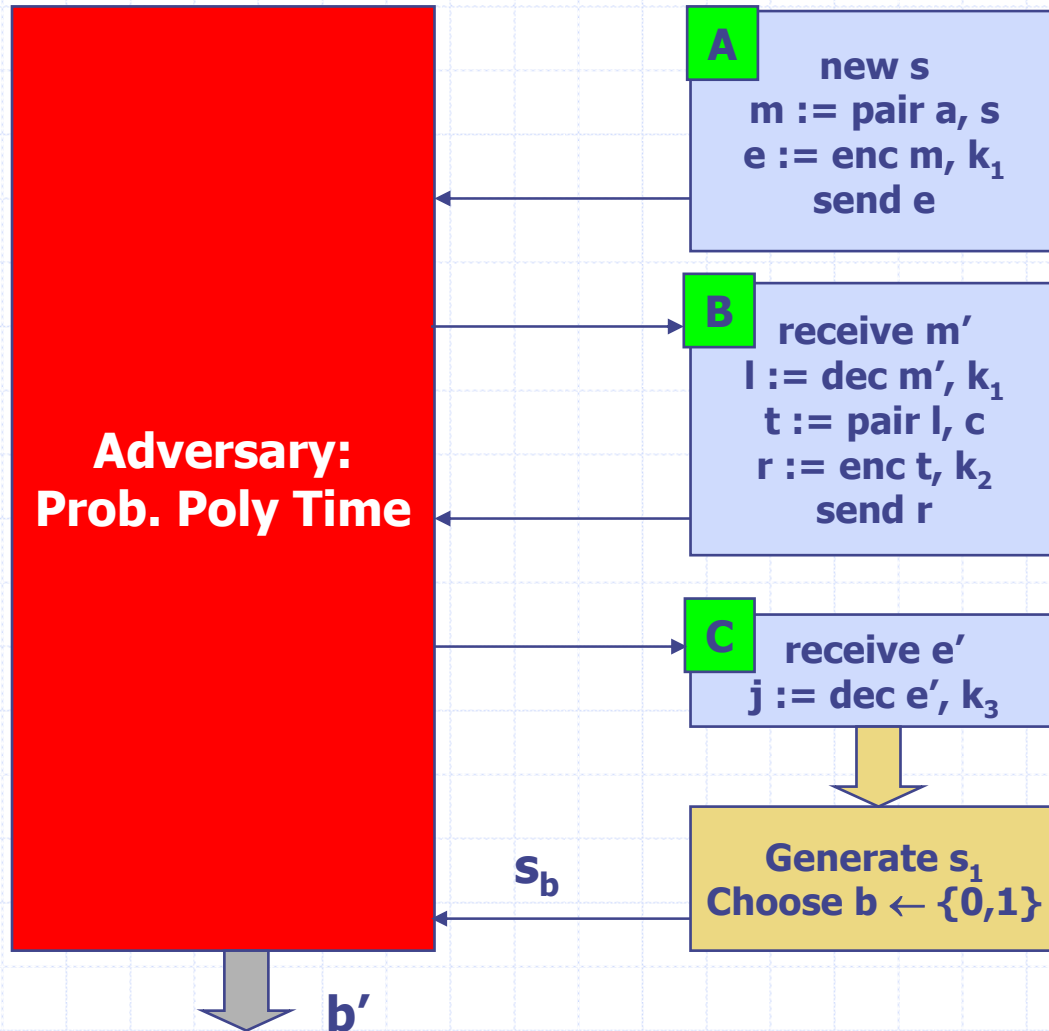 Adversary:
Prob. Poly Time
A
new s
m := pair a, s
e := enc m, k₁
send e
B
receive m′
l := dec m′, k₁
t := pair l, c
r := enc t, k₂
send r
C
receive e′
j := dec e′, k₃
Generate s₁
Choose b ← {0,1}
s_b
b′